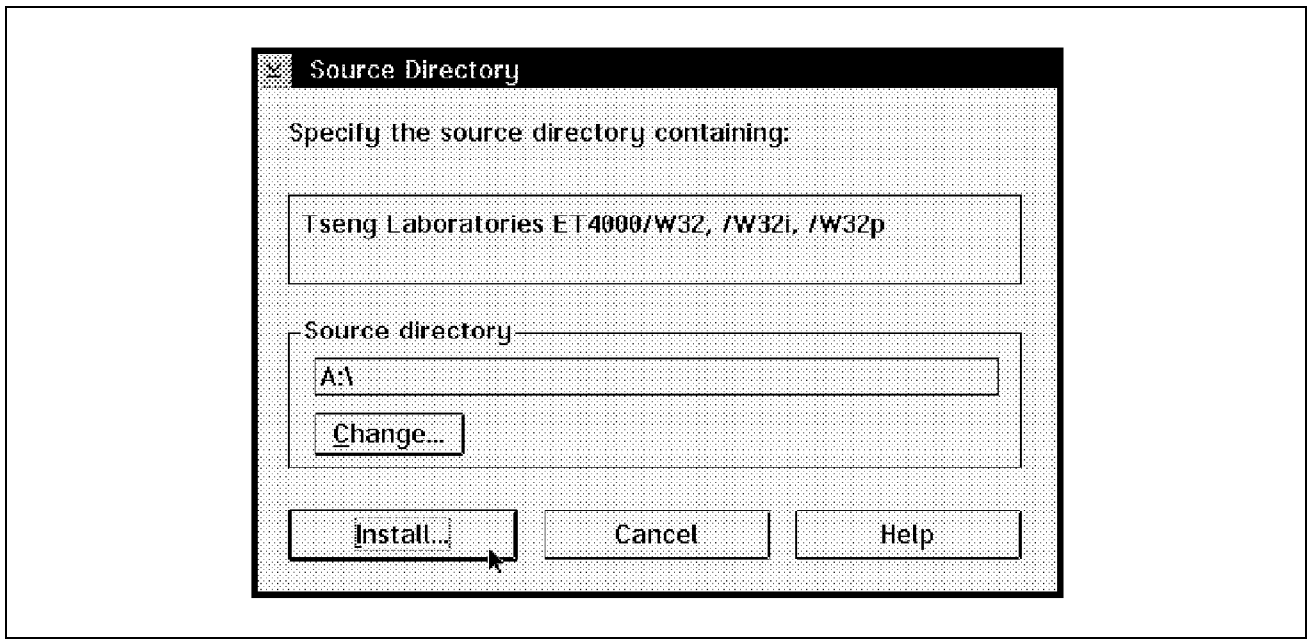 Source Directory
Specify the source directory containing:
Tseng Laboratories ET4000/W32, /W32i, /W32p
Source directory
A:\
Change...
Install... Cancel Help